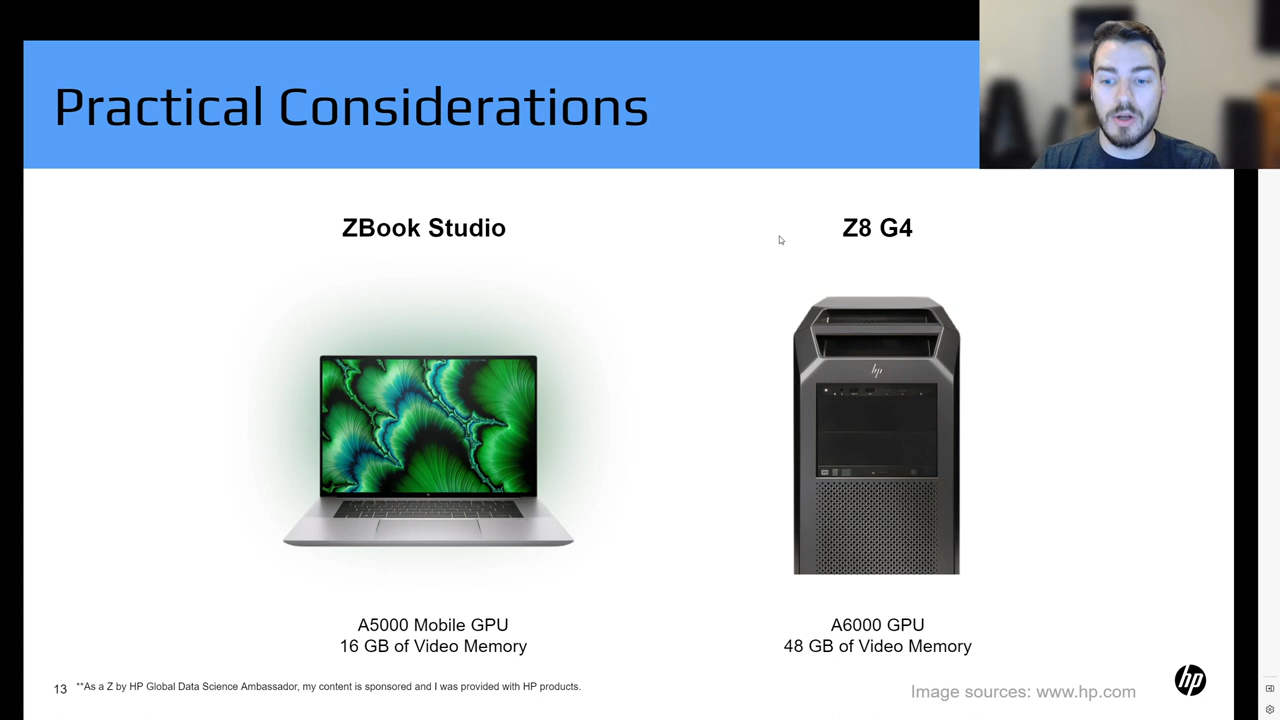 Practical Considerations
ZBook Studio
Z8 G4
hp
A5000 Mobile GPU
16 GB of Video Memory
A6000 GPU
48 GB of Video Memory
13
**As a Z by HP Global Data Science Ambassador, my content is sponsored and I was provided with HP products.
Image sources: www.hp.com
hp